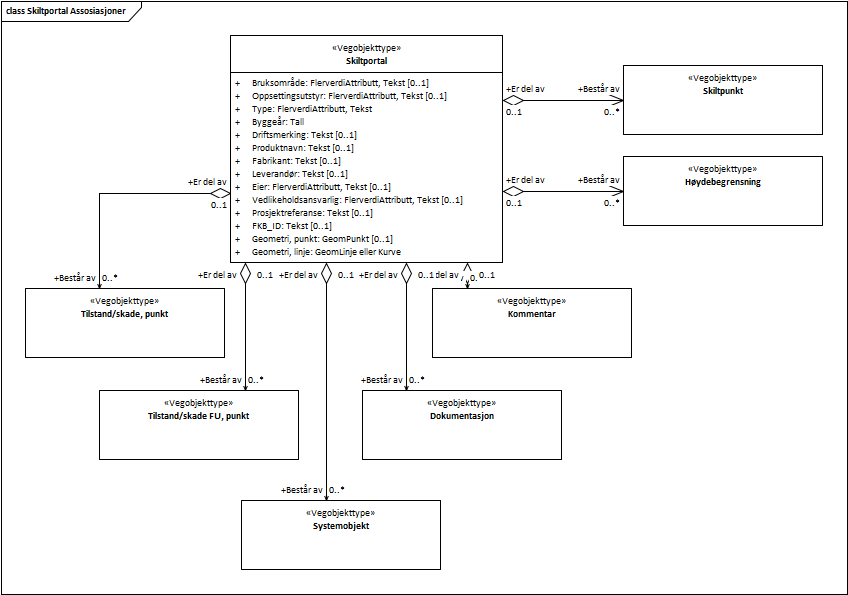 class Skiltportal Assosiasjoner
«Vegobjekttype»
Skiltportal
+ Bruksområde: FlerverdiAttributt, Tekst [0..1]
+ Oppsettingsutstyr: FlerverdiAttributt, Tekst [0..1]
+ Type: FlerverdiAttributt, Tekst
+ Byggeår: Tall
+ Driftsmerking: Tekst [0..1]
+ Produktnavn: Tekst [0..1]
+ Fabrikant: Tekst [0..1]
+ Leverandør: Tekst [0..1]
+ Eier: FlerverdiAttributt, Tekst [0..1]
+ Vedlikeholdsansvarlig: FlerverdiAttributt, Tekst [0..1]
+ Prosjektreferanse: Tekst [0..1]
+ FKB_ID: Tekst [0..1]
+ Geometri, punkt: GeomPunkt [0..1]
+ Geometri, linje: GeomLinje eller Kurve
+Er del av
0..1
+Består av
0..*
«Vegobjekttype»
Skiltpunkt
+Er del av
0..1
+Består av
0..*
«Vegobjekttype»
Høydebegrensning
+Er del av
0..1
+Består av 0..*
«Vegobjekttype»
Tilstand/skade, punkt
+Er del av 0..1
+Består av 0..*
«Vegobjekttype»
Tilstand/skade FU, punkt
+Er del av 0..1
+Består av 0..*
«Vegobjekttype»
Systemobjekt
+Er del av 0..1
+Består av 0..*
«Vegobjekttype»
Dokumentasjon
del av 0..1
«Vegobjekttype»
Kommentar